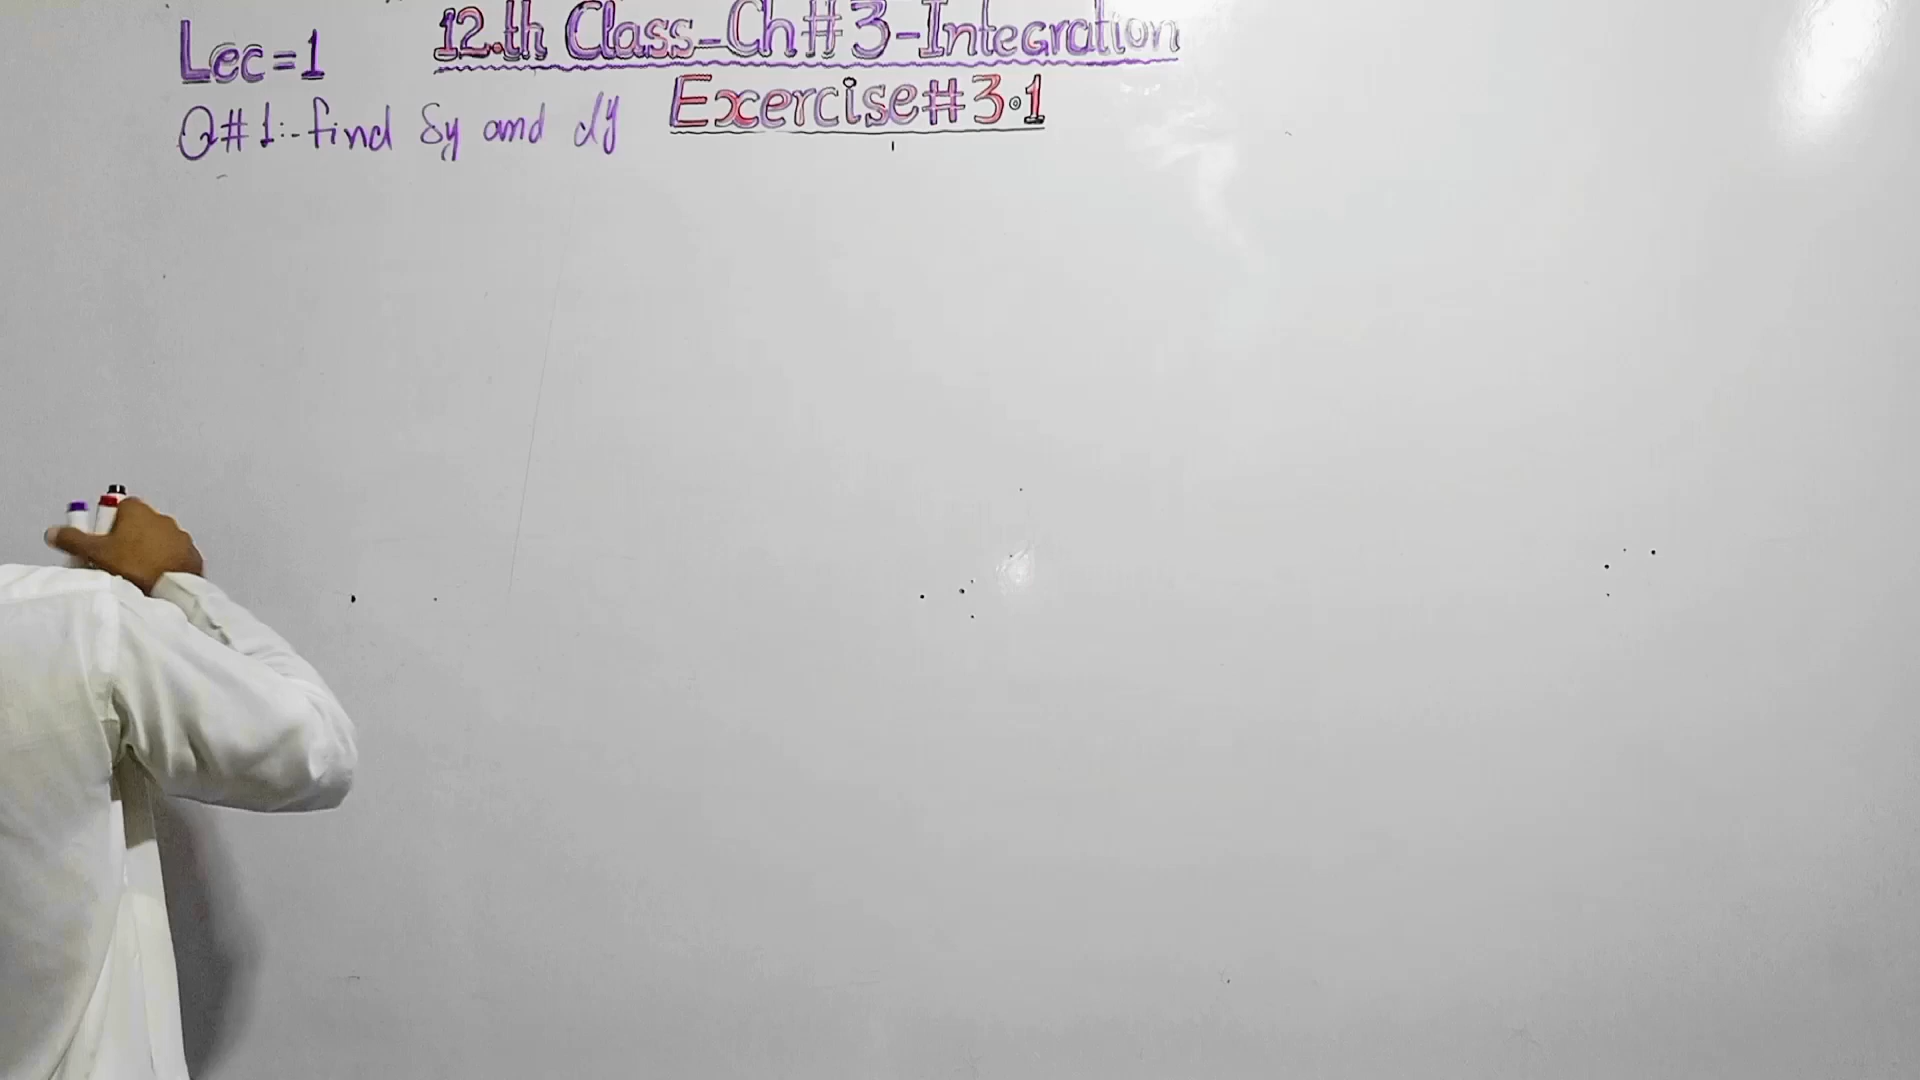 Lec=1
12.th Class-Ch#3-Integration
Exercise#3.1
Q#1:- find δy and dy